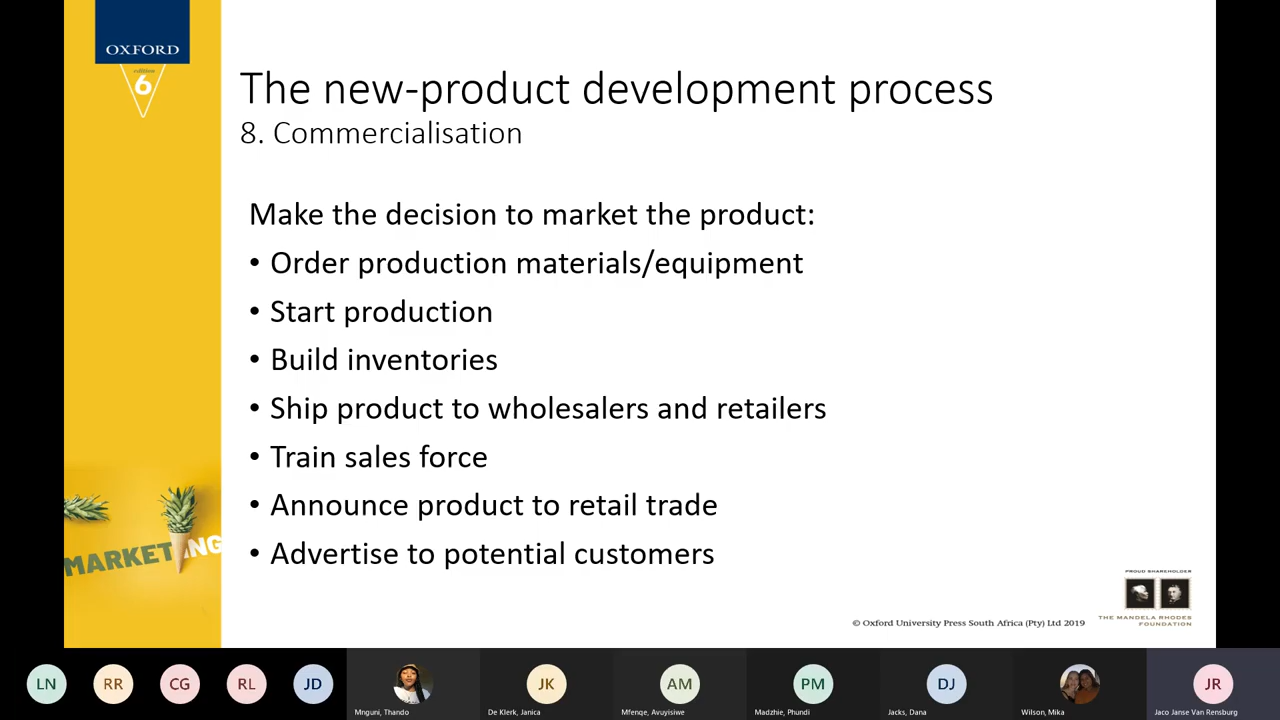 OXFORD
edition
6
The new-product development process
8. Commercialisation
Make the decision to market the product:
• Order production materials/equipment
• Start production
• Build inventories
• Ship product to wholesalers and retailers
• Train sales force
• Announce product to retail trade
• Advertise to potential customers
MARKETING
PROUD SHAREHOLDER
THE MANDELA RHODES
FOUNDATION
© Oxford University Press South Africa (Pty) Ltd 2019
LN RR CG RL JD JK AM PM DJ JR
Mnguni, Thando De Klerk, Janica Mfenqe, Avuyisiwe Madzhie, Phundi Jacks, Dana Wilson, Mika Jaco Janse Van Rensburg